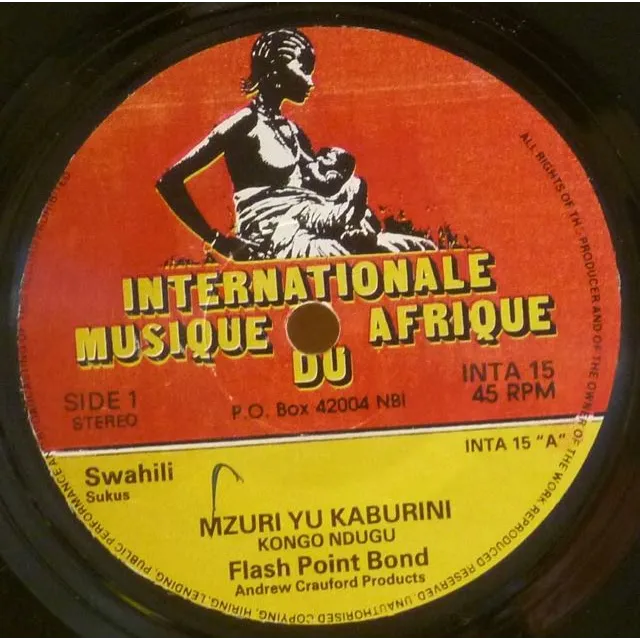 INTERNATIONALE
MUSIQUE AFRIQUE
DU
SIDE 1
STEREO
P.O. Box 42004 NBI
INTA 15
45 RPM
INTA 15 "A"
Swahili
Sukus
MZURI YU KABURINI
KONGO NDUGU
Flash Point Bond
Andrew Crauford Products
ALL RIGHTS OF THE PRODUCER AND OF THE OWNER OF THE WORK REPRODUCED RESERVED. UNAUTHORISED COPYING, HIRING, LENDING, PUBLIC PERFORMANCE